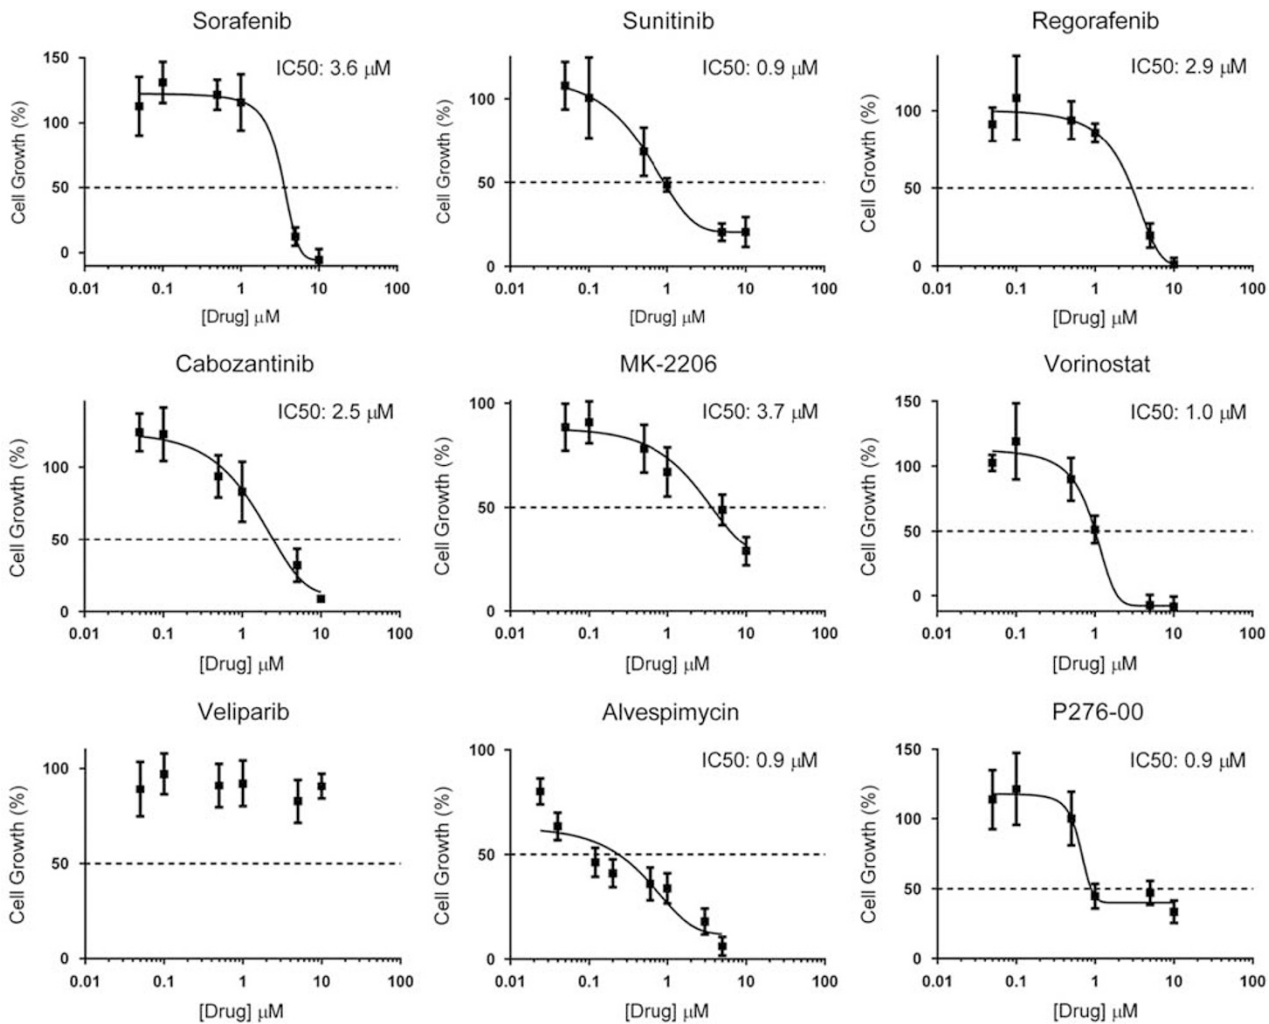 Sorafenib
IC50: 3.6 μM
Cell Growth (%)
150
100
50
0
0.01 0.1 1 10 100
[Drug] μM
Sunitinib
IC50: 0.9 μM
Cell Growth (%)
100
50
0
0.01 0.1 1 10 100
[Drug] μM
Regorafenib
IC50: 2.9 μM
Cell Growth (%)
100
50
0
0.01 0.1 1 10 100
[Drug] μM
Cabozantinib
IC50: 2.5 μM
Cell Growth (%)
100
50
0
0.01 0.1 1 10 100
[Drug] μM
MK-2206
IC50: 3.7 μM
Cell Growth (%)
100
50
0
0.01 0.1 1 10 100
[Drug] μM
Vorinostat
IC50: 1.0 μM
Cell Growth (%)
150
100
50
0
0.01 0.1 1 10 100
[Drug] μM
Veliparib
Cell Growth (%)
100
50
0
0.01 0.1 1 10 100
[Drug] μM
Alvespimycin
IC50: 0.9 μM
Cell Growth (%)
100
50
0
0.01 0.1 1 10 100
[Drug] μM
P276-00
IC50: 0.9 μM
Cell Growth (%)
150
100
50
0
0.01 0.1 1 10 100
[Drug] μM